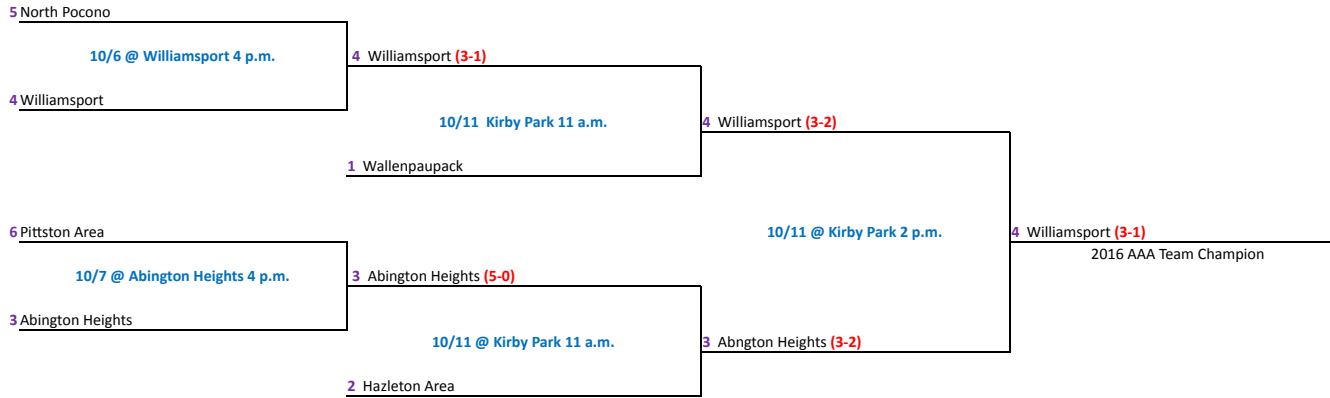 5 North Pocono
10/6 @ Williamsport 4 p.m.
4 Williamsport (3-1)
4 Williamsport
10/11 Kirby Park 11 a.m.
4 Williamsport (3-2)
1 Wallenpaupack
6 Pittston Area
10/11 @ Kirby Park 2 p.m.
4 Williamsport (3-1)
2016 AAA Team Champion
10/7 @ Abington Heights 4 p.m.
3 Abington Heights (5-0)
3 Abington Heights
10/11 @ Kirby Park 11 a.m.
3 Abngton Heights (3-2)
2 Hazleton Area